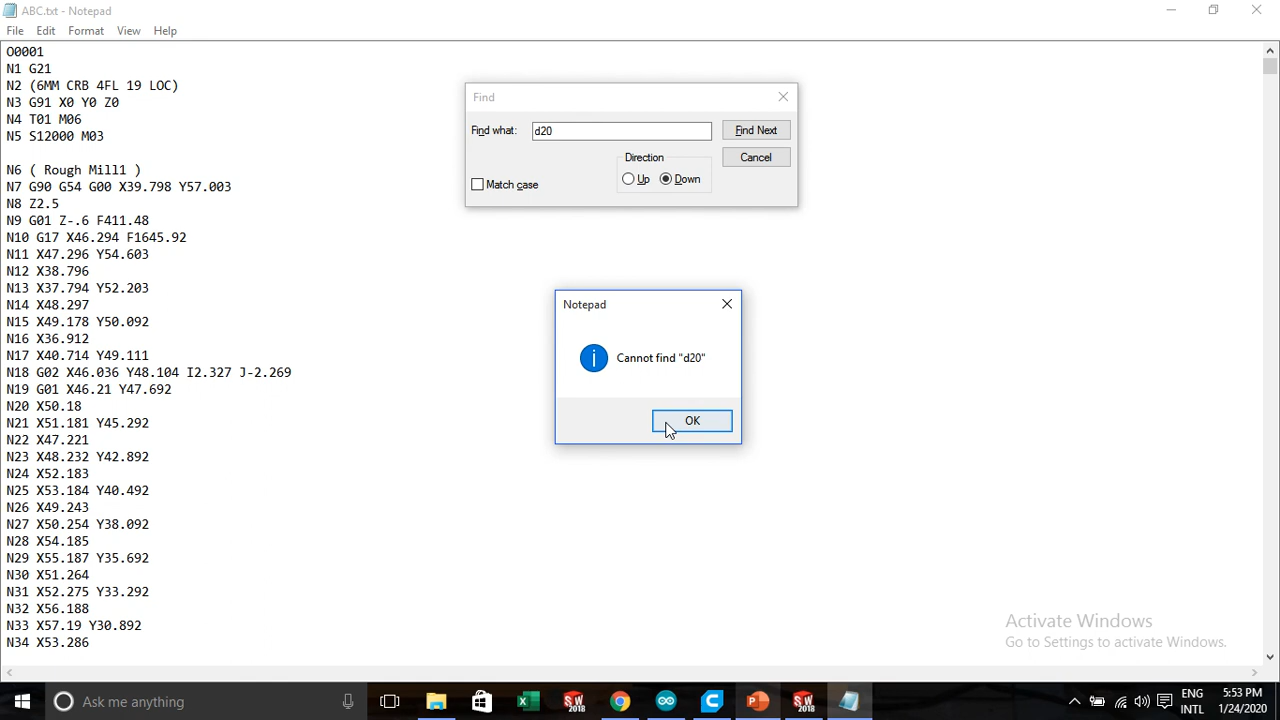 ABC.txt - Notepad
File Edit Format View Help
O0001
N1 G21
N2 (6MM CRB 4FL 19 LOC)
N3 G91 X0 Y0 Z0
N4 T01 M06
N5 S12000 M03
N6 ( Rough Mill1 )
N7 G90 G54 G00 X39.798 Y57.003
N8 Z2.5
N9 G01 Z-.6 F411.48
N10 G17 X46.294 F1645.92
N11 X47.296 Y54.603
N12 X38.796
N13 X37.794 Y52.203
N14 X48.297
N15 X49.178 Y50.092
N16 X36.912
N17 X40.714 Y49.111
N18 G02 X46.036 Y48.104 I2.327 J-2.269
N19 G01 X46.21 Y47.692
N20 X50.18
N21 X51.181 Y45.292
N22 X47.221
N23 X48.232 Y42.892
N24 X52.183
N25 X53.184 Y40.492
N26 X49.243
N27 X50.254 Y38.092
N28 X54.185
N29 X55.187 Y35.692
N30 X51.264
N31 X52.275 Y33.292
N32 X56.188
N33 X57.19 Y30.892
N34 X53.286
Find
Find what: d20 Find Next
Direction Cancel
Match case Up Down
Notepad
Cannot find "d20"
OK
Activate Windows
Go to Settings to activate Windows.
Ask me anything
SW 2018
SW 2018
ENG
INTL
5:53 PM
1/24/2020